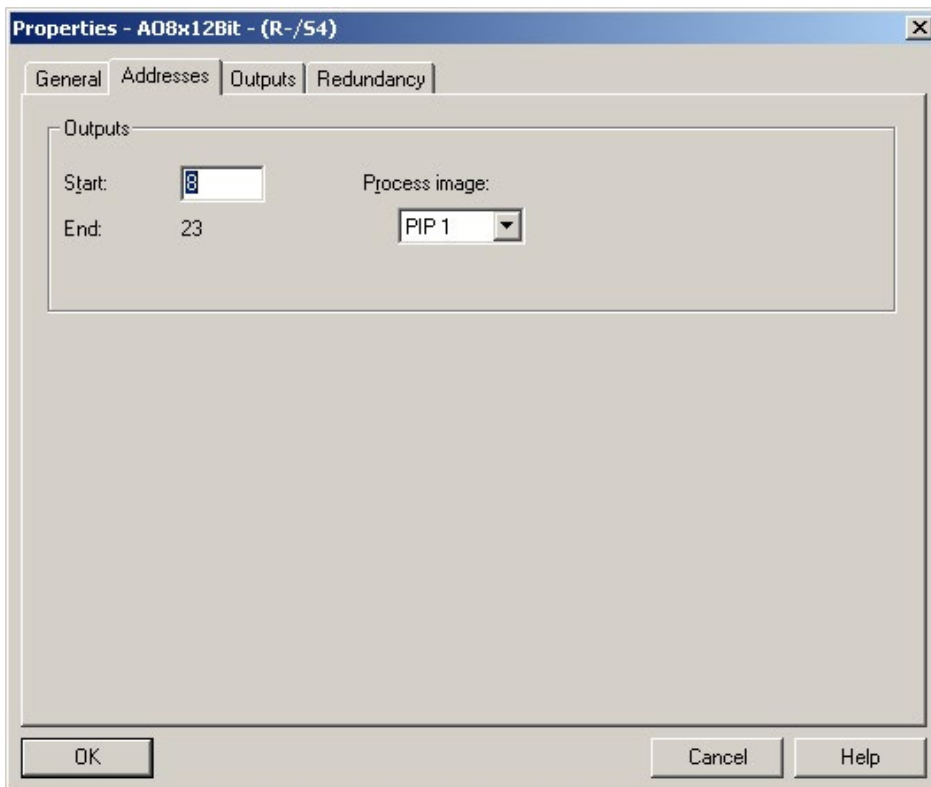 Properties - AO8x12Bit - (R-/S4)
General Addresses Outputs Redundancy
Outputs
Start: 8 Process image:
End: 23 PIP 1
OK Cancel Help